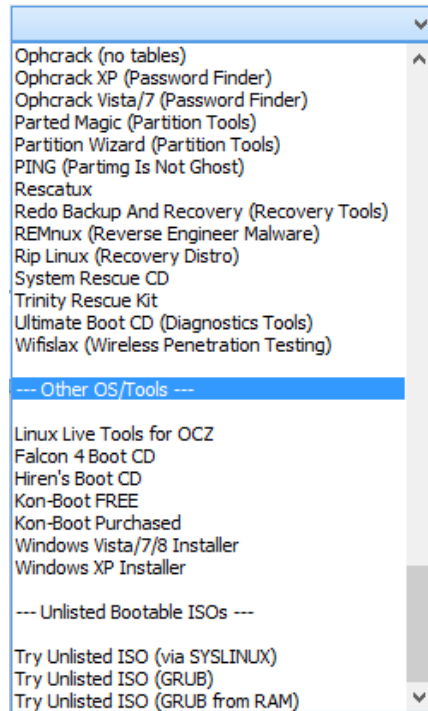 Ophcrack (no tables)
Ophcrack XP (Password Finder)
Ophcrack Vista/7 (Password Finder)
Parted Magic (Partition Tools)
Partition Wizard (Partition Tools)
PING (Partimg Is Not Ghost)
Rescatux
Redo Backup And Recovery (Recovery Tools)
REMnux (Reverse Engineer Malware)
Rip Linux (Recovery Distro)
System Rescue CD
Trinity Rescue Kit
Ultimate Boot CD (Diagnostics Tools)
Wifislax (Wireless Penetration Testing)
--- Other OS/Tools ---
Linux Live Tools for OCZ
Falcon 4 Boot CD
Hiren's Boot CD
Kon-Boot FREE
Kon-Boot Purchased
Windows Vista/7/8 Installer
Windows XP Installer
--- Unlisted Bootable ISOs ---
Try Unlisted ISO (via SYSLINUX)
Try Unlisted ISO (GRUB)
Try Unlisted ISO (GRUB from RAM)